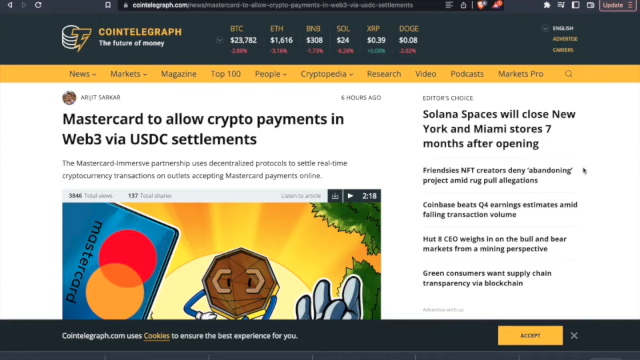 cointelegraph.com/news/mastercard-to-allow-crypto-payments-in-web3-via-usdc-settlements
Update
COINTELEGRAPH
The future of money
BTC ETH BNB SOL XRP DOGE
$23,782 $1,616 $308 $24 $0.39 $0.08
-2.85% -3.16% -1.73% -6.26% +0.08% -2.02%
ENGLISH
ADVERTISE
CAREERS
News Markets Magazine Top 100 People Cryptopedia Research Video Podcasts Markets Pro
ARIJIT SARKAR
6 HOURS AGO
Mastercard to allow crypto payments in
Web3 via USDC settlements
The Mastercard-Immersve partnership uses decentralized protocols to settle real-time
cryptocurrency transactions on outlets accepting Mastercard payments online.
3846 Total views 137 Total shares
Listen to article
2:18
mastercard
EDITOR'S CHOICE
Solana Spaces will close New
York and Miami stores 7
months after opening
Friendsies NFT creators deny 'abandoning'
project amid rug pull allegations
Coinbase beats Q4 earnings estimates amid
falling transaction volume
Hut 8 CEO weighs in on the bull and bear
markets from a mining perspective
Green consumers want supply chain
transparency via blockchain
Advertise with us
Cointelegraph.com uses Cookies to ensure the best experience for you.
ACCEPT